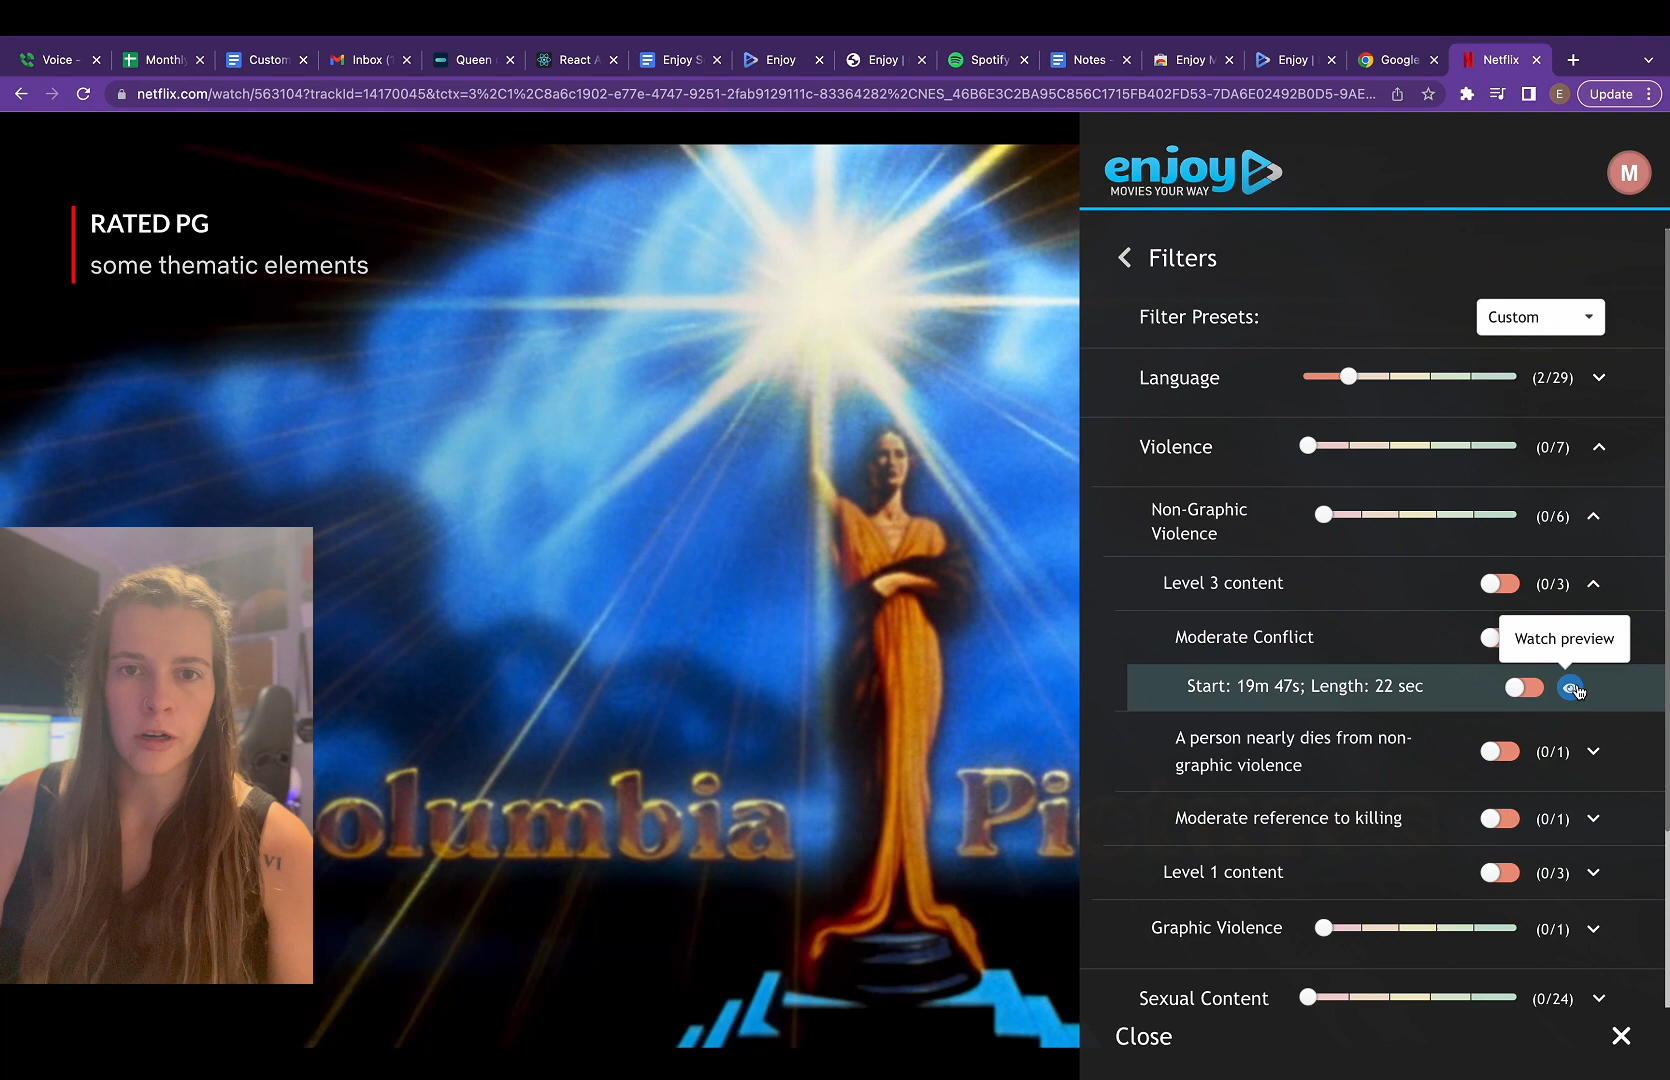 Voice -
Monthly
Custom
Inbox (1
Queen
React A
Enjoy S
Enjoy
Enjoy |
Spotify
Notes -
Enjoy M
Enjoy |
Google
Netflix
netflix.com/watch/563104?trackId=14170045&tctx=3%2C1%2C8a6c1902-e77e-4747-9251-2fab9129111c-83364282%2CNES_46B6E3C2BA95C856C1715FB402FD53-7DA6E02492B0D5-9AE...
E
Update
RATED PG
some thematic elements
olumbia Pi
VI
enjoy
MOVIES YOUR WAY
M
Filters
Filter Presets:
Custom
Language
(2/29)
Violence
(0/7)
Non-Graphic
Violence
(0/6)
Level 3 content
(0/3)
Moderate Conflict
Watch preview
Start: 19m 47s; Length: 22 sec
A person nearly dies from non-
graphic violence
(0/1)
Moderate reference to killing
(0/1)
Level 1 content
(0/3)
Graphic Violence
(0/1)
Sexual Content
(0/24)
Close